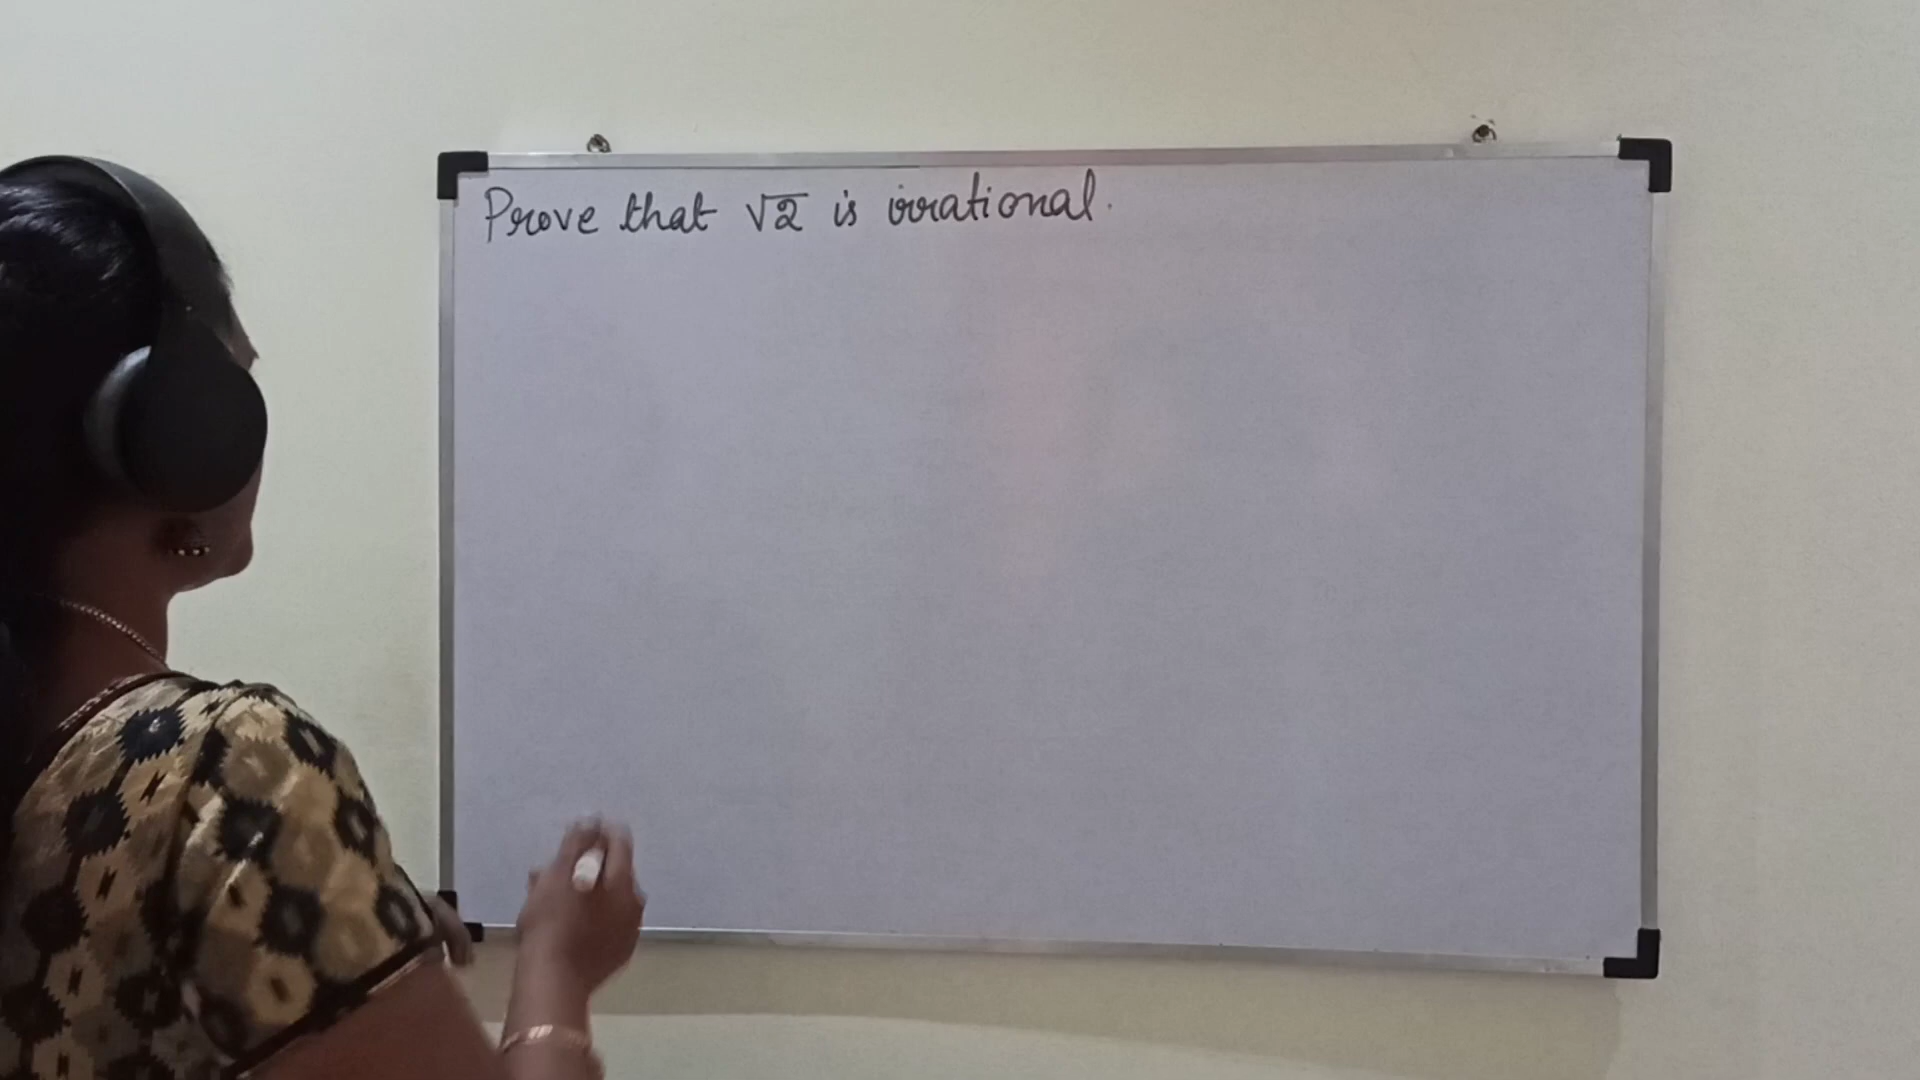 Prove that √2 is irrational.